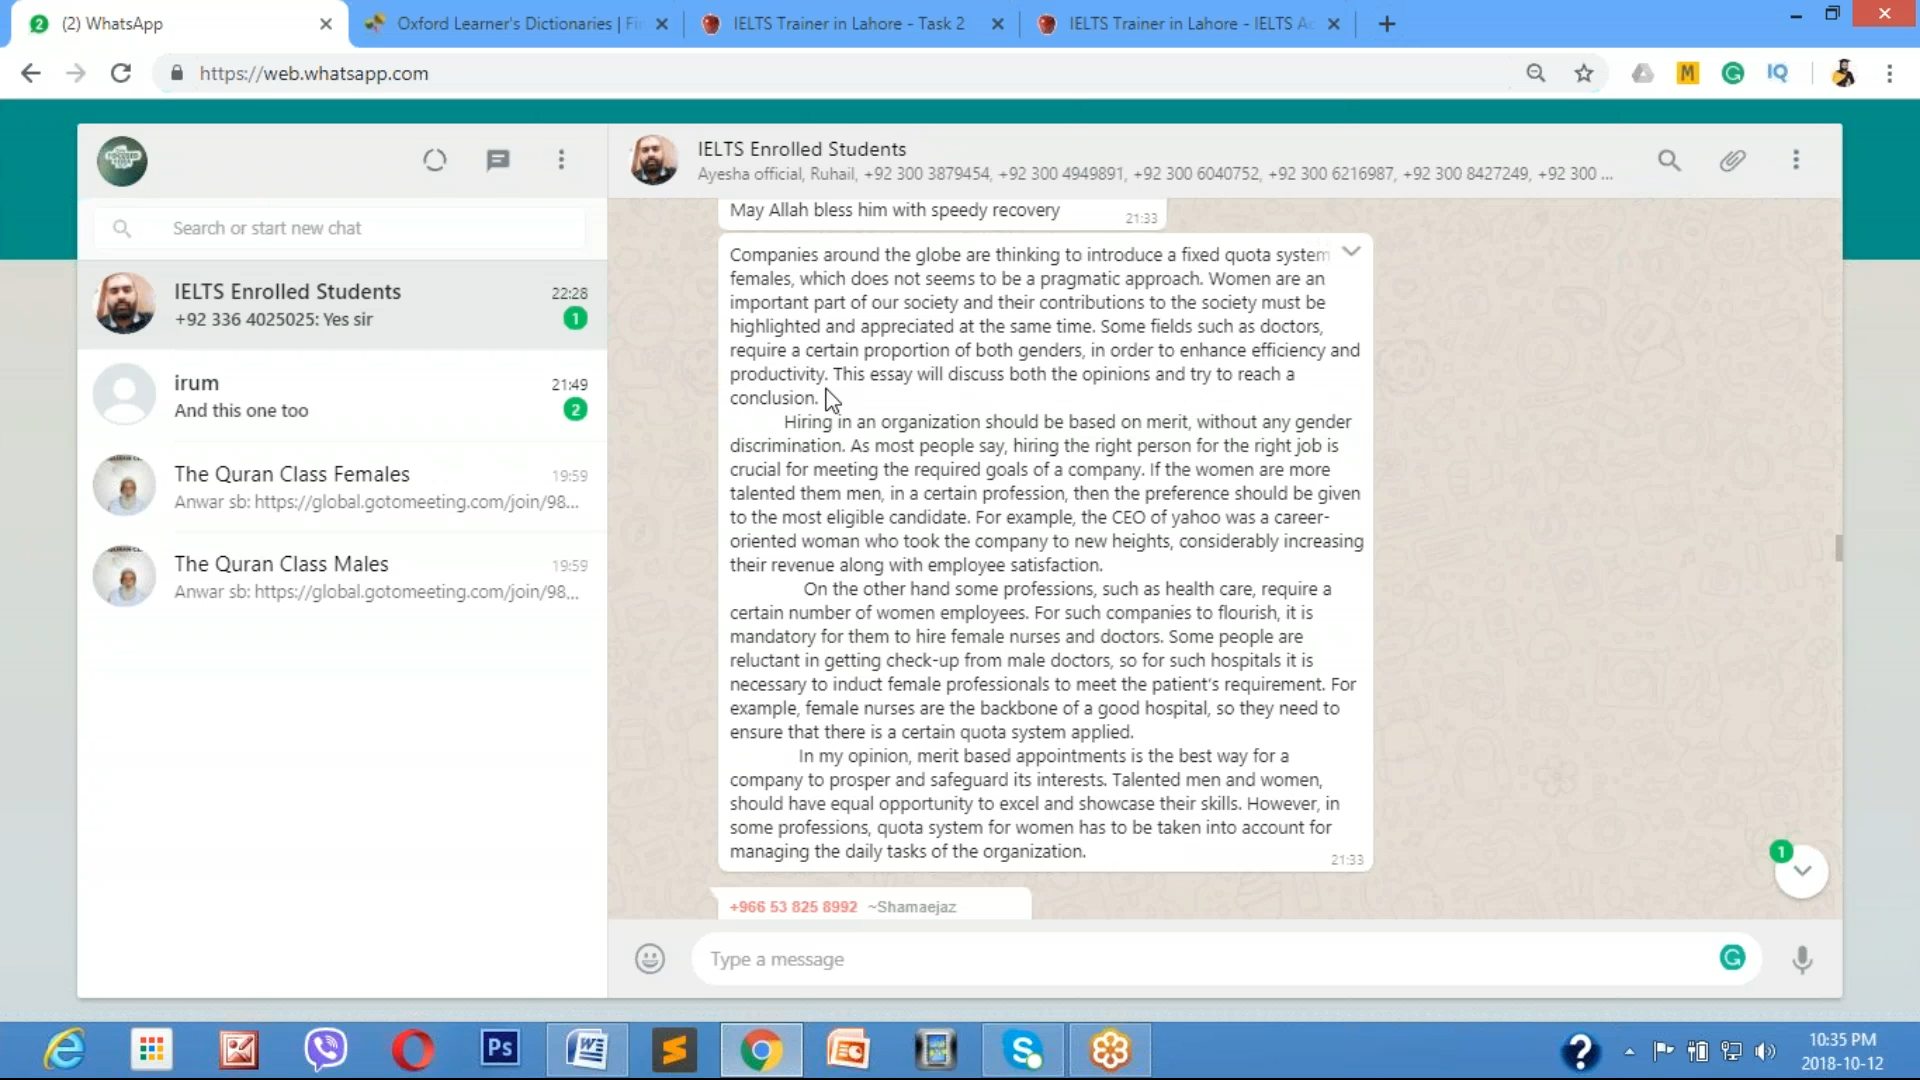 (2) WhatsApp
Oxford Learner's Dictionaries | Fi
IELTS Trainer in Lahore - Task 2
IELTS Trainer in Lahore - IELTS A
https://web.whatsapp.com
M
IQ
IELTS Enrolled Students
Ayesha official, Ruhail, +92 300 3879454, +92 300 4949891, +92 300 6040752, +92 300 6216987, +92 300 8427249, +92 300 ...
Search or start new chat
IELTS Enrolled Students 22:28
+92 336 4025025: Yes sir 1
irum 21:49
And this one too 2
The Quran Class Females 19:59
Anwar sb: https://global.gotomeeting.com/join/98...
The Quran Class Males 19:59
Anwar sb: https://global.gotomeeting.com/join/98...
May Allah bless him with speedy recovery 21:33
Companies around the globe are thinking to introduce a fixed quota system
females, which does not seems to be a pragmatic approach. Women are an
important part of our society and their contributions to the society must be
highlighted and appreciated at the same time. Some fields such as doctors,
require a certain proportion of both genders, in order to enhance efficiency and
productivity. This essay will discuss both the opinions and try to reach a
conclusion.
Hiring in an organization should be based on merit, without any gender
discrimination. As most people say, hiring the right person for the right job is
crucial for meeting the required goals of a company. If the women are more
talented them men, in a certain profession, then the preference should be given
to the most eligible candidate. For example, the CEO of yahoo was a career-
oriented woman who took the company to new heights, considerably increasing
their revenue along with employee satisfaction.
On the other hand some professions, such as health care, require a
certain number of women employees. For such companies to flourish, it is
mandatory for them to hire female nurses and doctors. Some people are
reluctant in getting check-up from male doctors, so for such hospitals it is
necessary to induct female professionals to meet the patient's requirement. For
example, female nurses are the backbone of a good hospital, so they need to
ensure that there is a certain quota system applied.
In my opinion, merit based appointments is the best way for a
company to prosper and safeguard its interests. Talented men and women,
should have equal opportunity to excel and showcase their skills. However, in
some professions, quota system for women has to be taken into account for
managing the daily tasks of the organization. 21:33
1
+966 53 825 8992 ~Shamaejaz
Type a message
Ps
10:35 PM
2018-10-12